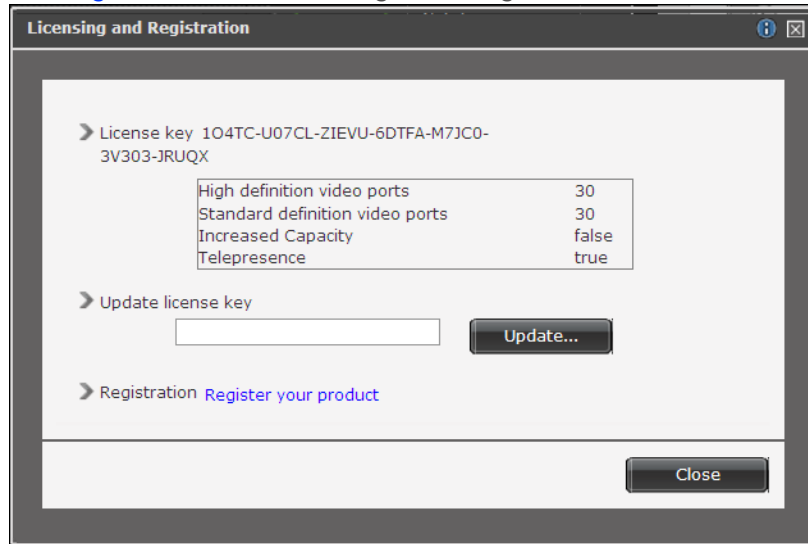 Licensing and Registration
License key 1O4TC-U07CL-ZIEVU-6DTFA-M7JC0-
3V303-JRUQX
High definition video ports 30
Standard definition video ports 30
Increased Capacity false
Telepresence true
Update license key
Update...
Registration Register your product
Close